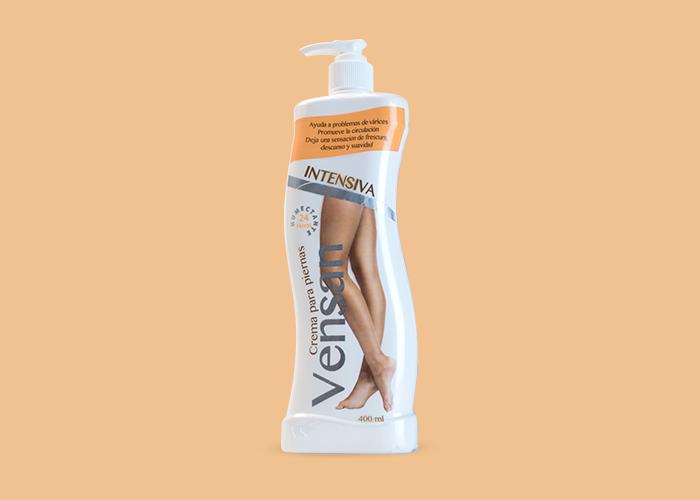 Ayuda a problemas de várices
Promueve la circulación
Deja una sensación de frescura,
descanso y suavidad!
INTENSIVA
HUMECTANTE
24
Crema para piernas
Vensan
400 ml